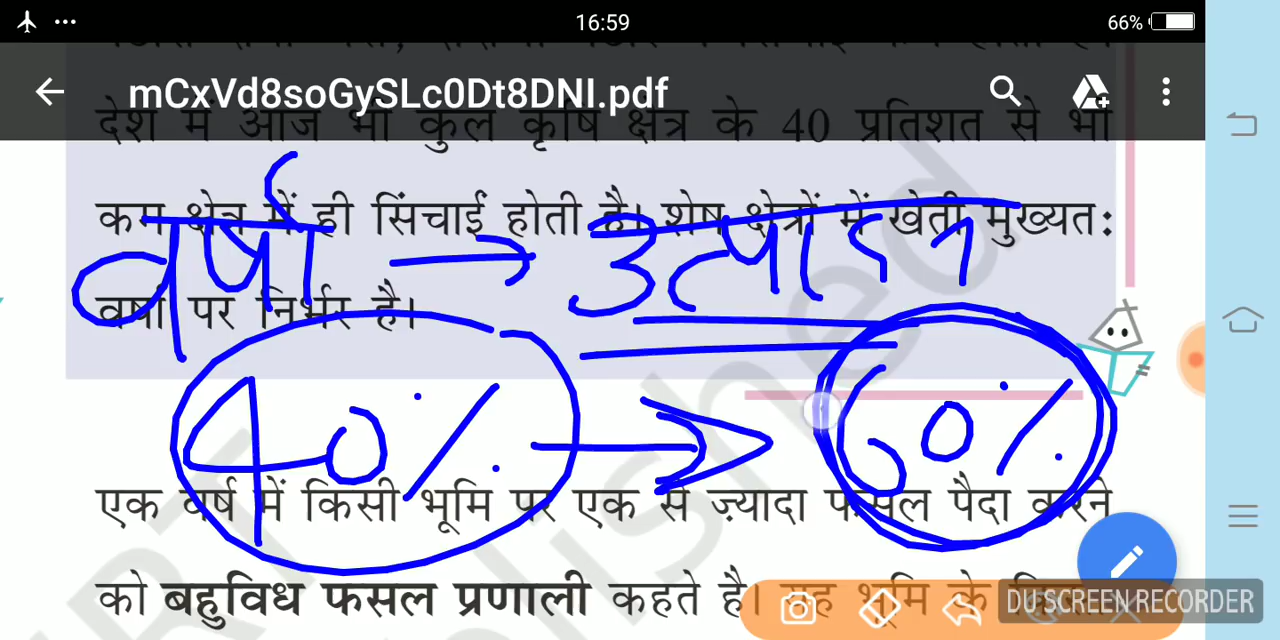 16:59
66%
mCxVd8soGySLc0Dt8DNI.pdf
देश में आज भी कुल कृषि क्षेत्र के 40 प्रतिशत से भी
कम क्षेत्र में ही सिंचाई होती है। शेष क्षेत्रों में खेती मुख्यतः
वर्षा → उत्पादन
वर्षा पर निर्भर है।
40% → 60%
एक वर्ष में किसी भूमि पर एक से ज़्यादा फसल पैदा करने
को बहुविध फसल प्रणाली कहते है। यह भूमि के
DU SCREEN RECORDER